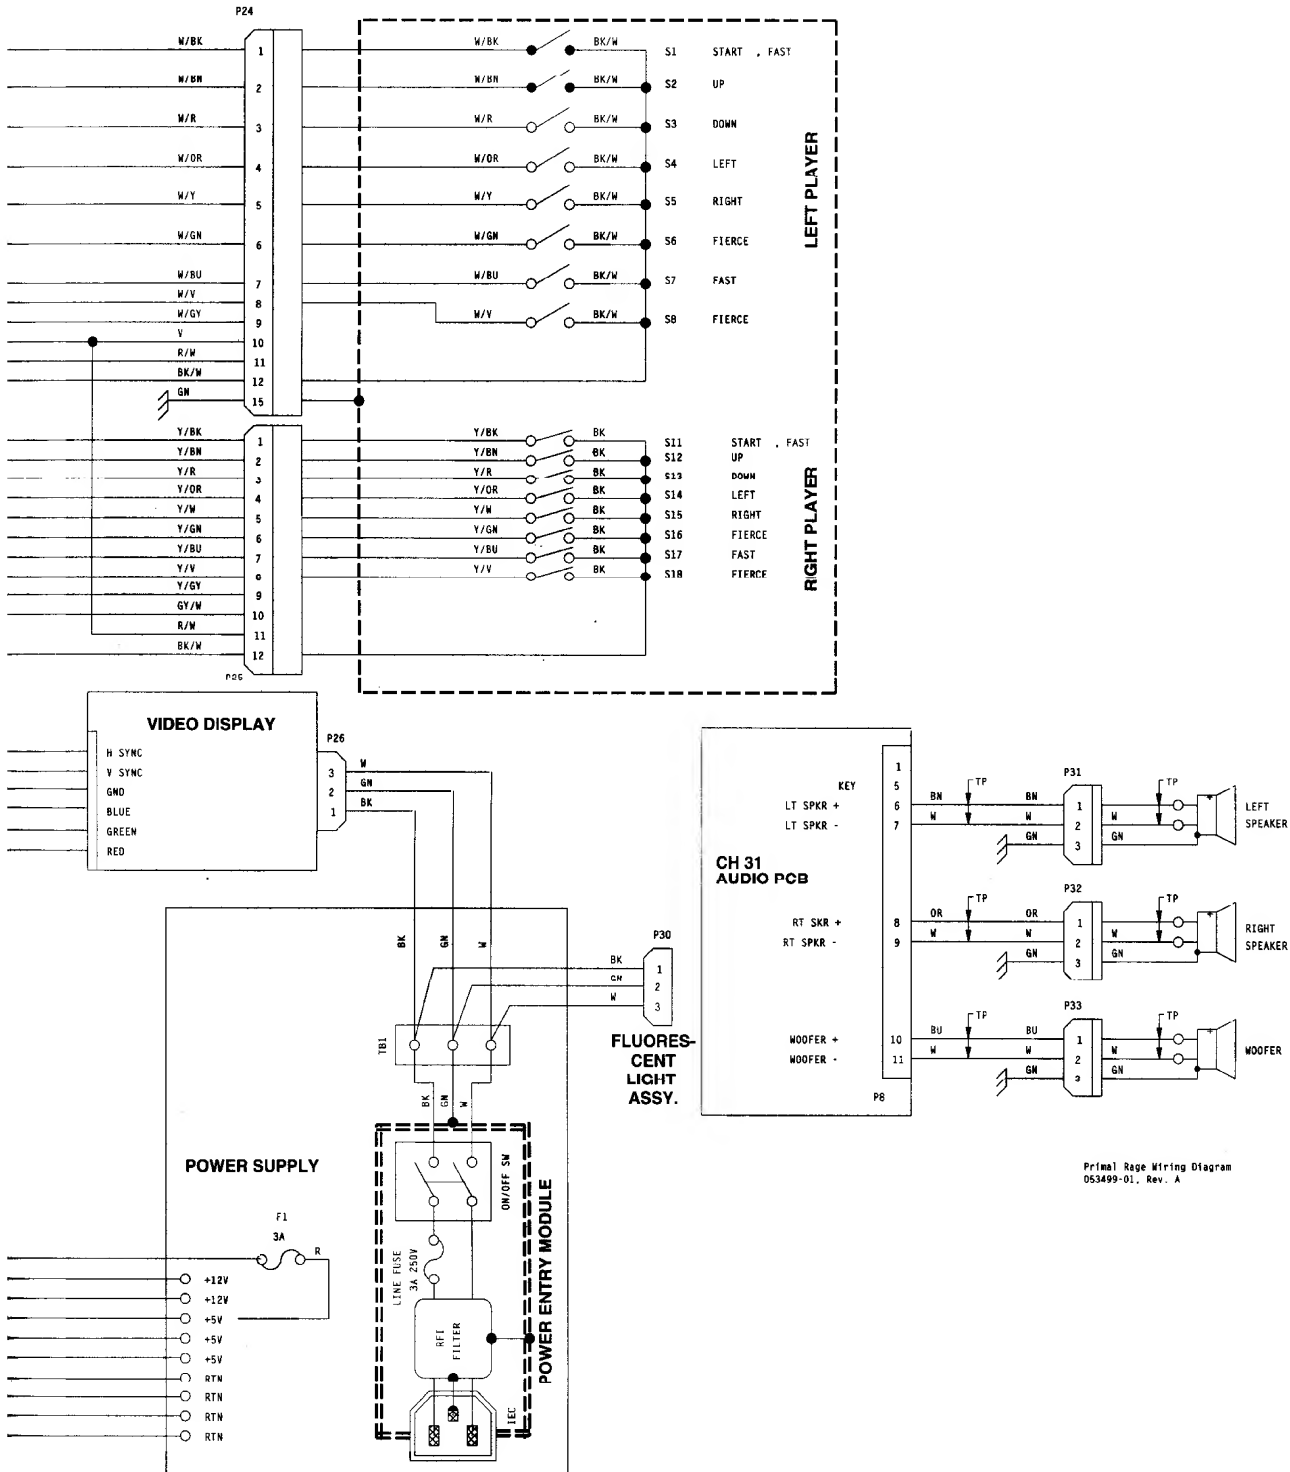 P24
W/BK 1 W/BK BK/W S1 START , FAST
W/BN 2 W/BN BK/W S2 UP
W/R 3 W/R BK/W S3 DOWN
W/OR 4 W/OR BK/W S4 LEFT
W/Y 5 W/Y BK/W S5 RIGHT
W/GN 6 W/GN BK/W S6 FIERCE
W/BU 7 W/BU BK/W S7 FAST
W/V 8
W/GY 9 W/V BK/W S8 FIERCE
V 10
R/W 11
BK/W 12
GN 15
LEFT PLAYER
Y/BK 1 Y/BK BK S11 START , FAST
Y/BN 2 Y/BN BK S12 UP
Y/R 3 Y/R BK S13 DOWN
Y/OR 4 Y/OR BK S14 LEFT
Y/W 5 Y/W BK S15 RIGHT
Y/GN 6 Y/GN BK S16 FIERCE
Y/BU 7 Y/BU BK S17 FAST
Y/V Y/V BK S18 FIERCE
Y/GY 9
GY/W 10
R/W 11
BK/W 12
RIGHT PLAYER
P25
VIDEO DISPLAY
P26
H SYNC
V SYNC
GND
BLUE
GREEN
RED
3 W
2 GN
1 BK
BK GN W
P30
BK 1
GN 2
W 3
TB1
FLUORES-
CENT
LIGHT
ASSY.
BK GN W
POWER SUPPLY
ON/OFF SW
POWER ENTRY MODULE
F1
3A
R
LINE FUSE
3A 250V
RFI
FILTER
IEC
+12V
+12V
+5V
+5V
+5V
RTN
RTN
RTN
RTN
CH 31
AUDIO PCB
1
KEY 5
LT SPKR + 6 BN TP BN P31 1 TP LEFT
LT SPKR - 7 W W 2 W SPEAKER
GN 3 GN
RT SKR + 8 OR TP OR P32 1 TP RIGHT
RT SPKR - 9 W W 2 W SPEAKER
GN 3 GN
WOOFER + 10 BU TP BU P33 1 TP WOOFER
WOOFER - 11 W W 2 W
GN 3 GN
P8
+
+
+
Primal Rage Wiring Diagram
053499-01, Rev. A